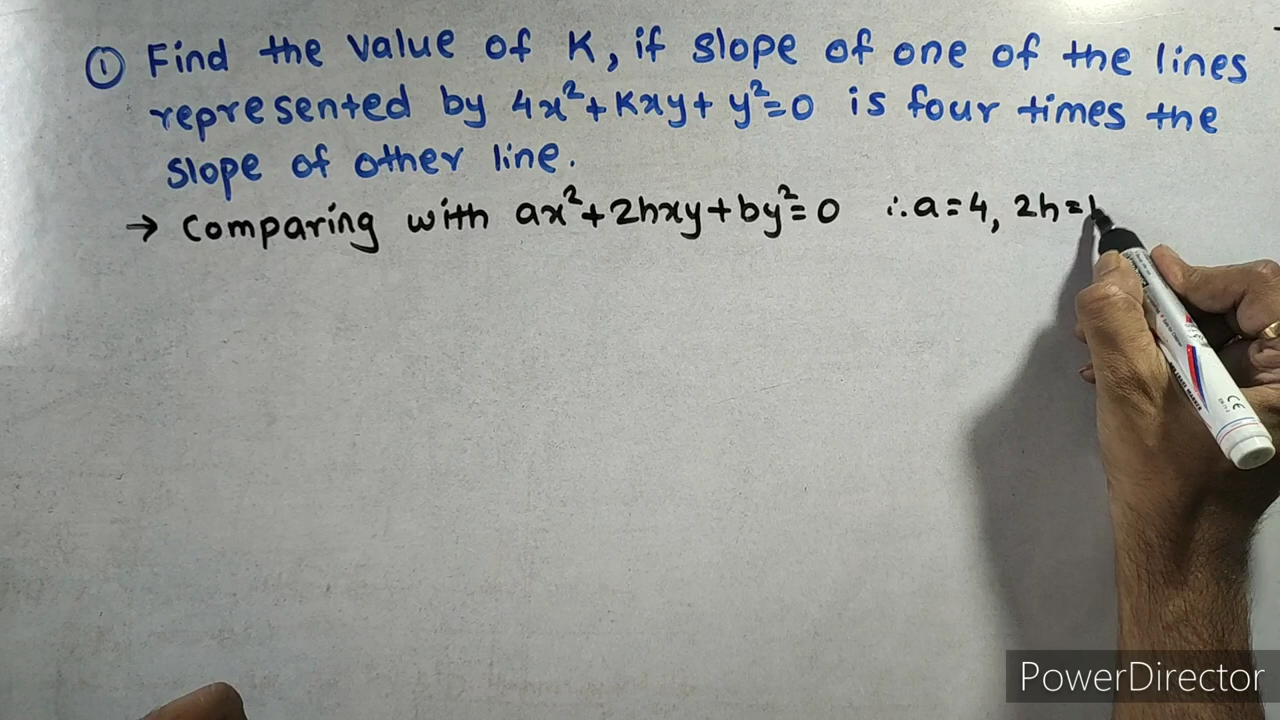 ① Find the value of K, if slope of one of the lines
represented by 4x²+Kxy+y²=0 is four times the
slope of other line.
→ Comparing with ax²+2hxy+by²=0 ∴a=4, 2h=
PowerDirector